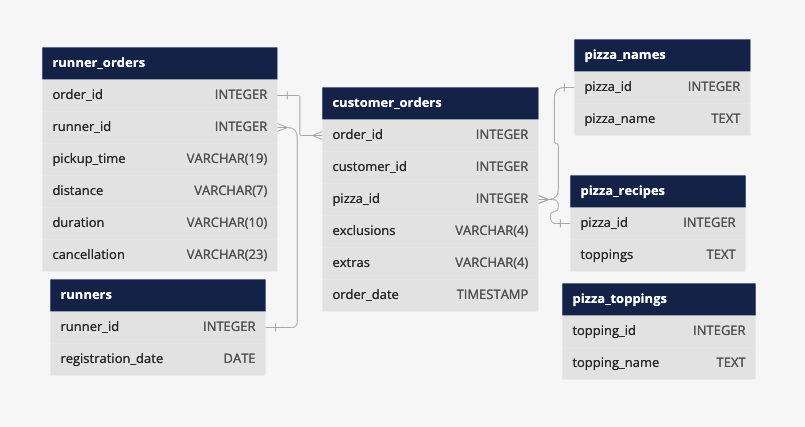 runner_orders
order_id INTEGER
runner_id INTEGER
pickup_time VARCHAR(19)
distance VARCHAR(7)
duration VARCHAR(10)
cancellation VARCHAR(23)
runners
runner_id INTEGER
registration_date DATE
customer_orders
order_id INTEGER
customer_id INTEGER
pizza_id INTEGER
exclusions VARCHAR(4)
extras VARCHAR(4)
order_date TIMESTAMP
pizza_names
pizza_id INTEGER
pizza_name TEXT
pizza_recipes
pizza_id INTEGER
toppings TEXT
pizza_toppings
topping_id INTEGER
topping_name TEXT